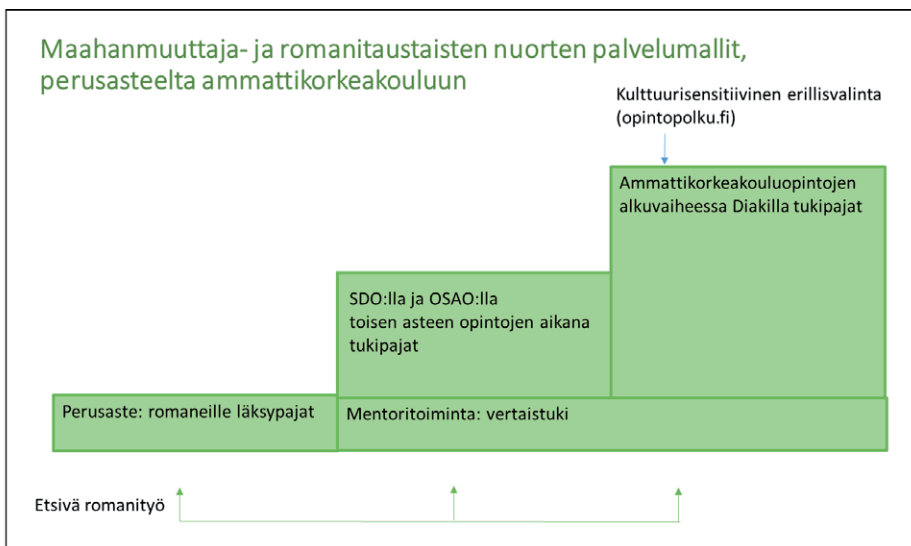 Maahanmuuttaja- ja romanitaustaisten nuorten palvelumallit,
perusasteelta ammattikorkeakouluun
Kulttuurisensitiivinen erillisvalinta
(opintopolku.fi)
Ammattikorkeakouluopintojen
alkuvaiheessa Diakilla tukipajat
SDO:lla ja OSAO:lla
toisen asteen opintojen aikana
tukipajat
Perusaste: romaneille läksypajat
Mentoritoiminta: vertaistuki
Etsivä romanityö